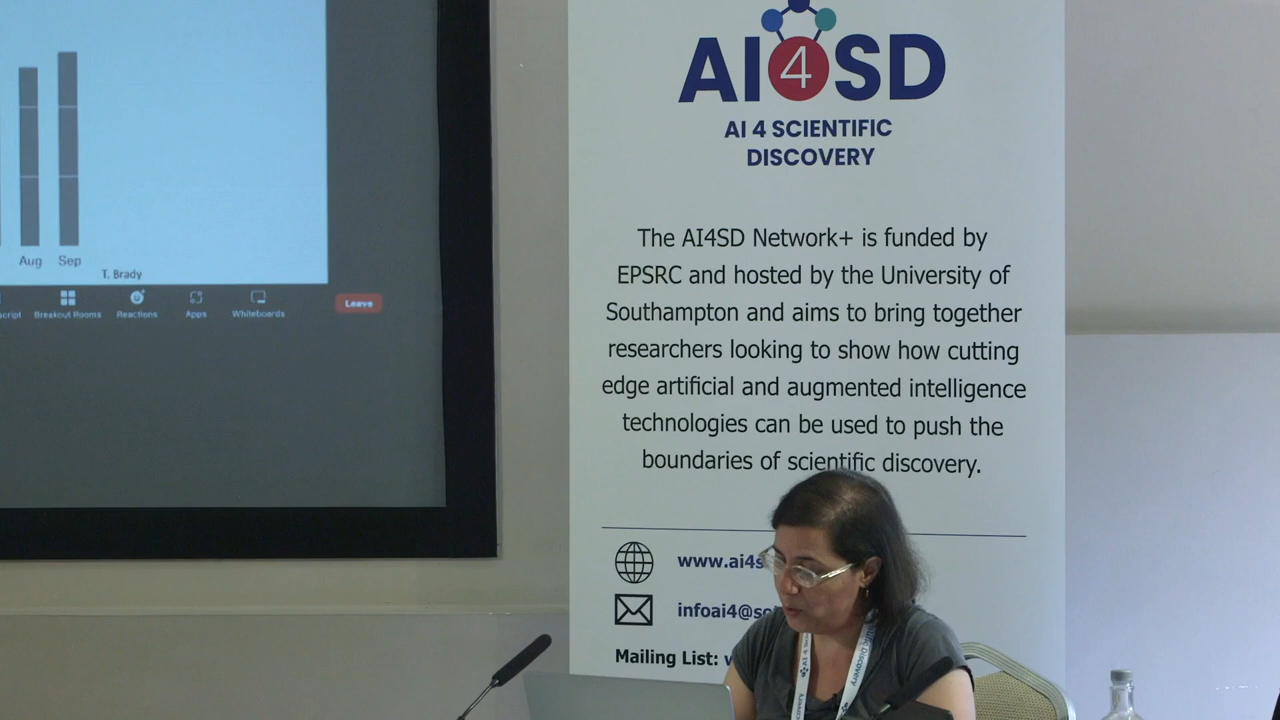 Aug Sep
T. Brady
script Breakout Rooms Reactions Apps Whiteboards Leave
AI4SD
AI 4 SCIENTIFIC
DISCOVERY
The AI4SD Network+ is funded by
EPSRC and hosted by the University of
Southampton and aims to bring together
researchers looking to show how cutting
edge artificial and augmented intelligence
technologies can be used to push the
boundaries of scientific discovery.
www.ai4s
infoai4@so
Mailing List: